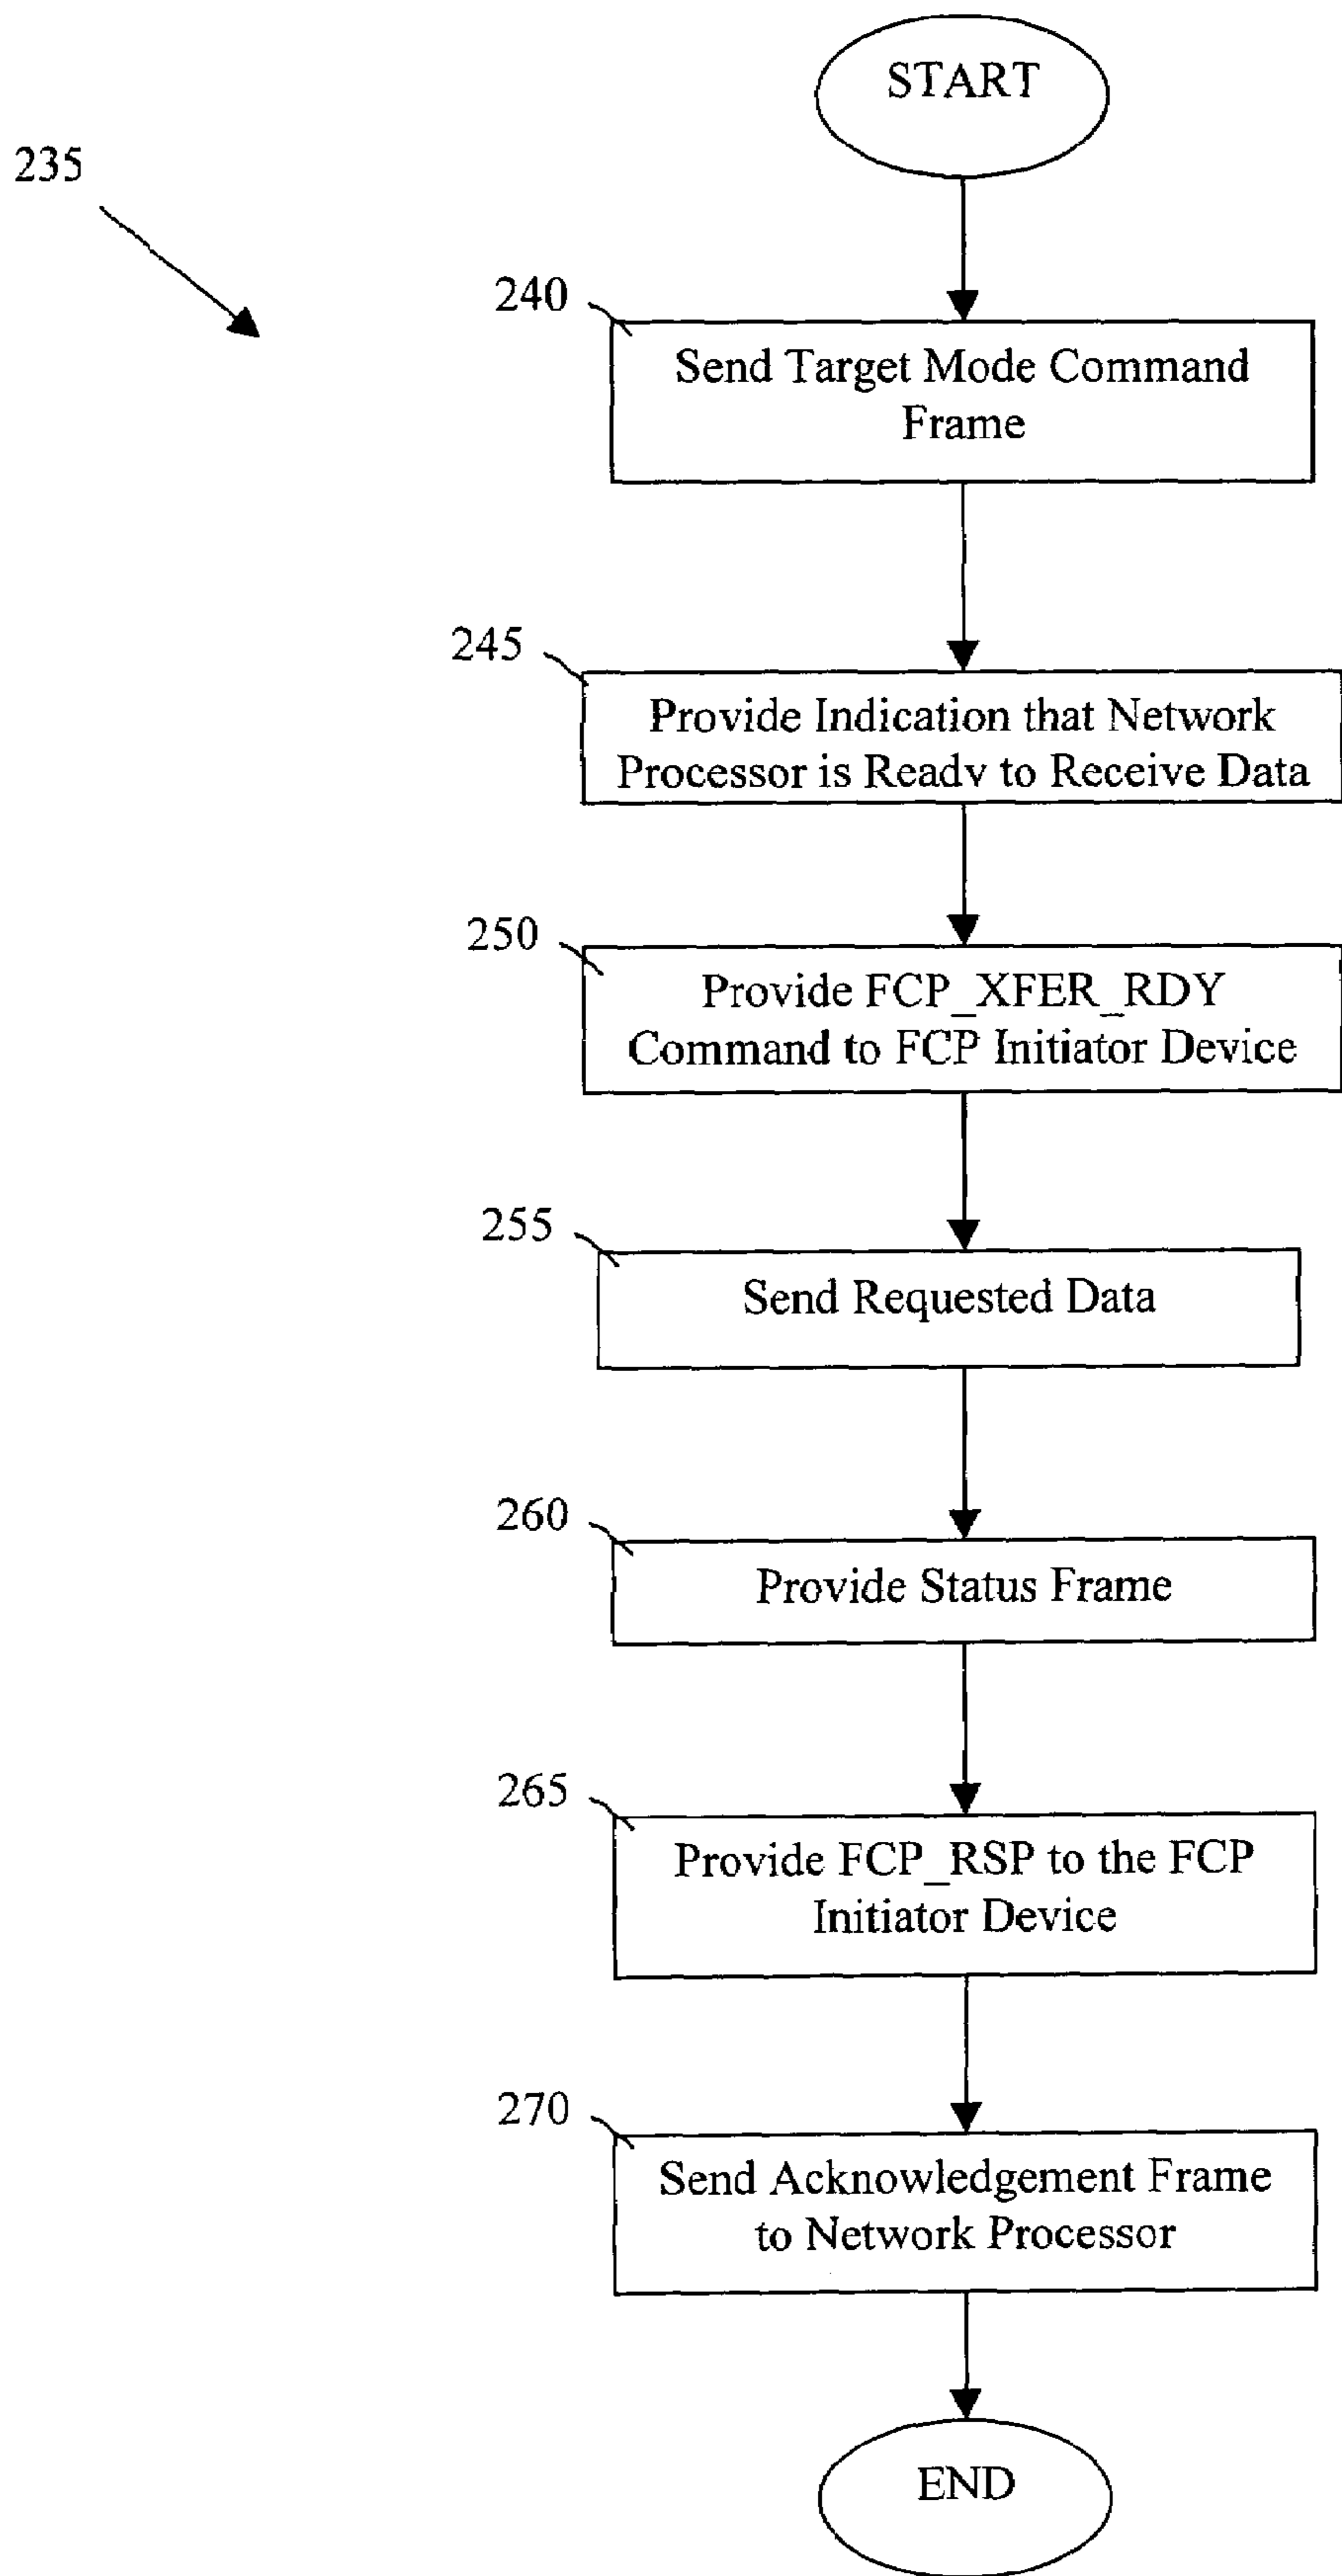 START
235
240
Send Target Mode Command
Frame
245
Provide Indication that Network
Processor is Ready to Receive Data
250
Provide FCP_XFER_RDY
Command to FCP Initiator Device
255
Send Requested Data
260
Provide Status Frame
265
Provide FCP_RSP to the FCP
Initiator Device
270
Send Acknowledgement Frame
to Network Processor
END